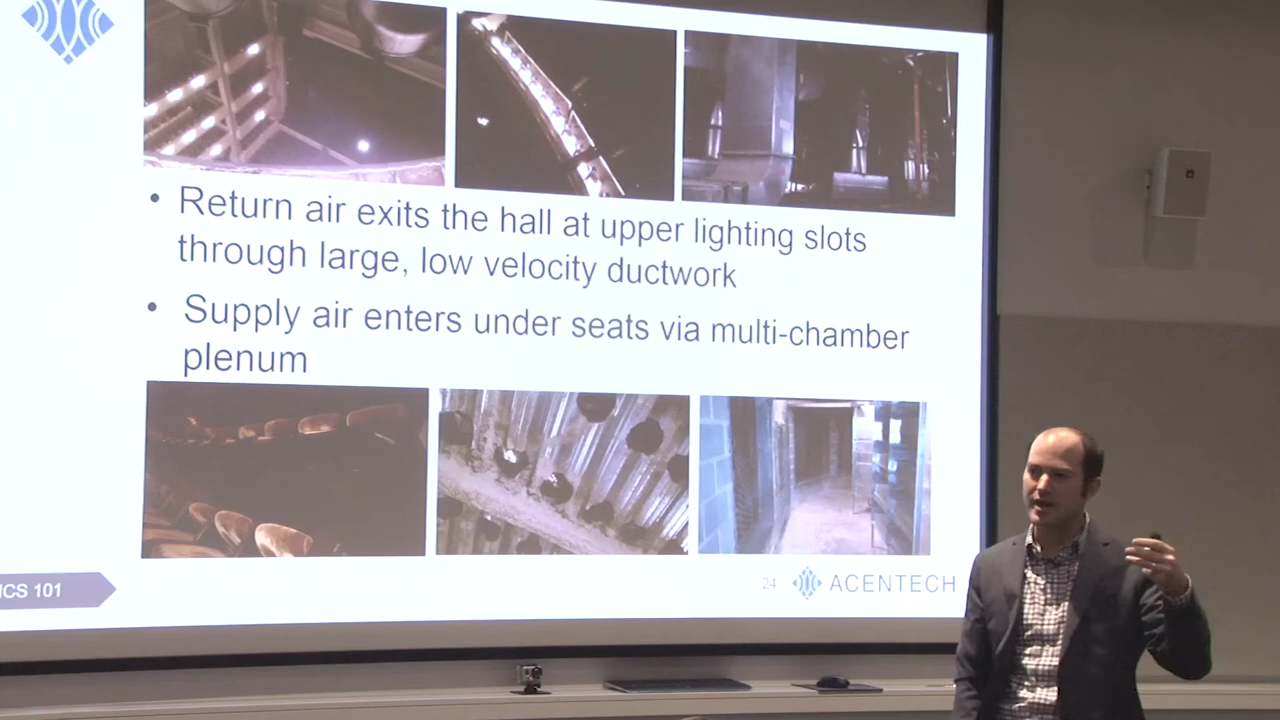 • Return air exits the hall at upper lighting slots
through large, low velocity ductwork
• Supply air enters under seats via multi-chamber
plenum
ICS 101
24 ACENTECH